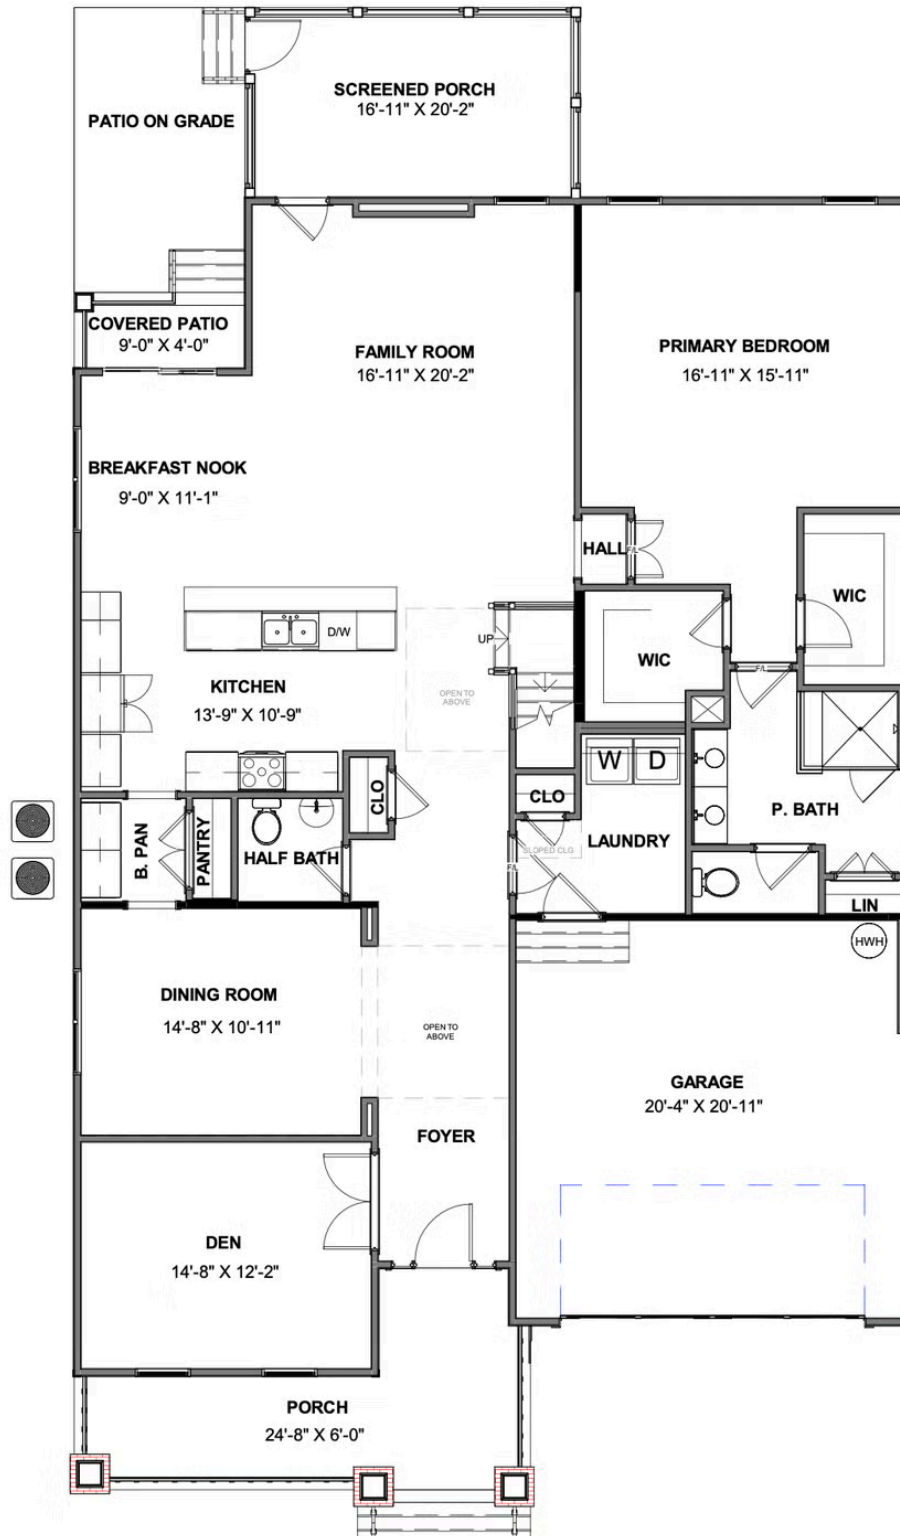 SCREENED PORCH
16'-11" X 20'-2"
PATIO ON GRADE
COVERED PATIO
9'-0" X 4'-0"
FAMILY ROOM
16'-11" X 20'-2"
PRIMARY BEDROOM
16'-11" X 15'-11"
BREAKFAST NOOK
9'-0" X 11'-1"
HALL
F/L
WIC
D/W
UP
WIC
F/L
KITCHEN
13'-9" X 10'-9"
OPEN TO
ABOVE
W D
CLO
CLO
P. BATH
B. PAN
PANTRY
HALF BATH
LAUNDRY
SLOPED CLG
F/L
LIN
HWH
DINING ROOM
14'-8" X 10'-11"
OPEN TO
ABOVE
GARAGE
20'-4" X 20'-11"
FOYER
DEN
14'-8" X 12'-2"
PORCH
24'-8" X 6'-0"